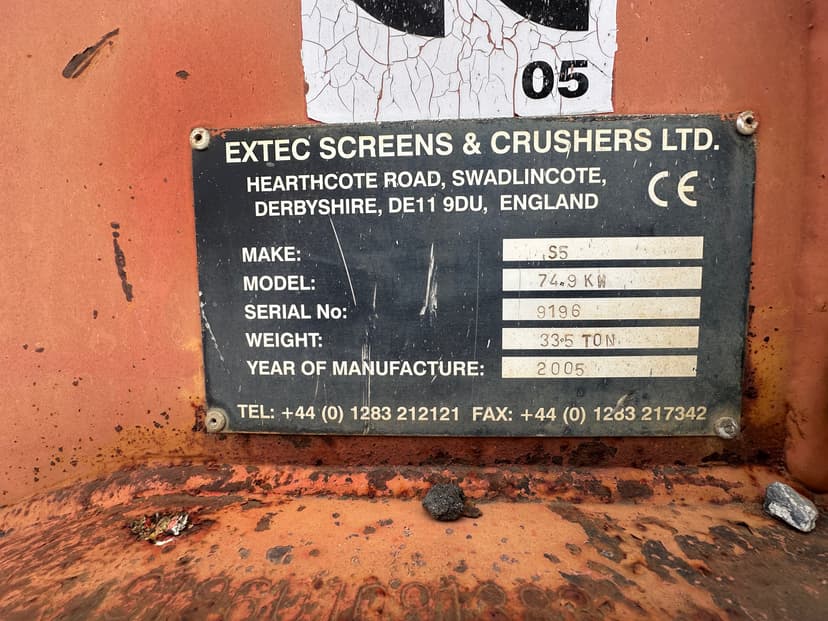 05
EXTEC SCREENS & CRUSHERS LTD.
HEARTHCOTE ROAD, SWADLINCOTE,
DERBYSHIRE, DE11 9DU, ENGLAND
CE
MAKE: S5
MODEL: 74.9 KW
SERIAL No: 9196
WEIGHT: 33.5 TON
YEAR OF MANUFACTURE: 2005
TEL: +44 (0) 1283 212121 FAX: +44 (0) 1283 217342